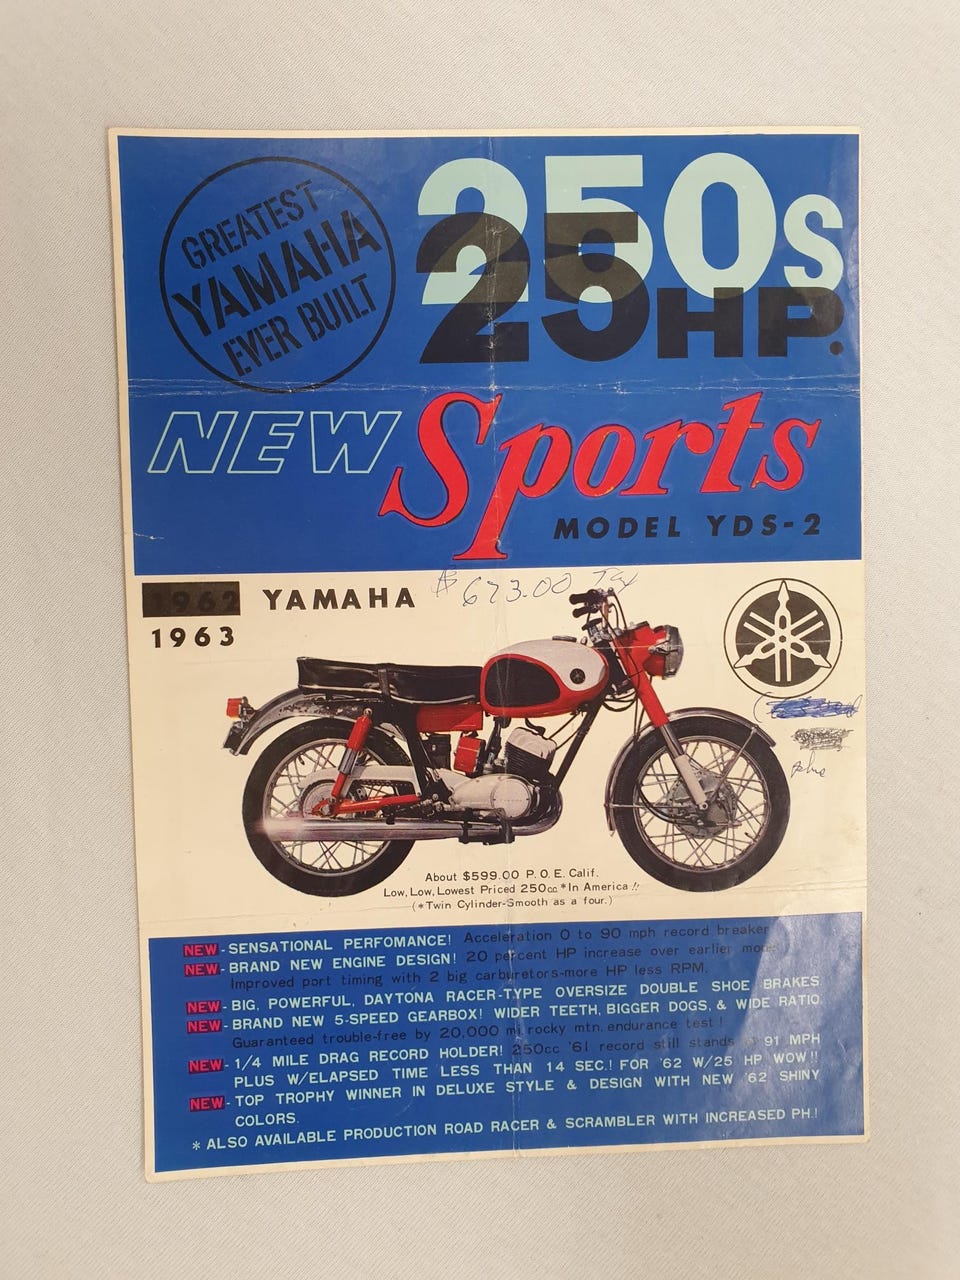 GREATEST
YAMAHA
EVER BUILT
250s
25 HP.
NEW Sports
MODEL YDS-2
1962 YAMAHA
1963
$673.00 Tax
plus
About $599.00 P.O.E. Calif.
Low, Low, Lowest Priced 250cc *In America !!
(*Twin Cylinder-Smooth as a four.)
NEW - SENSATIONAL PERFOMANCE! Acceleration 0 to 90 mph record breaker
NEW - BRAND NEW ENGINE DESIGN! 20 percent HP increase over earlier
Improved port timing with 2 big carburetors-more HP less RPM.
NEW - BIG, POWERFUL, DAYTONA RACER-TYPE OVERSIZE DOUBLE SHOE BRAKES
NEW - BRAND NEW 5-SPEED GEARBOX! WIDER TEETH, BIGGER DOGS, & WIDE RATIO.
Guaranteed trouble-free by 20,000 mi. rocky mtn. endurance test !
NEW - 1/4 MILE DRAG RECORD HOLDER! 250cc '61 record still stands @ 91 MPH
PLUS W/ELAPSED TIME LESS THAN 14 SEC.! FOR '62 W/25 HP WOW!!
NEW - TOP TROPHY WINNER IN DELUXE STYLE & DESIGN WITH NEW '62 SHINY
COLORS.
* ALSO AVAILABLE PRODUCTION ROAD RACER & SCRAMBLER WITH INCREASED PH.!